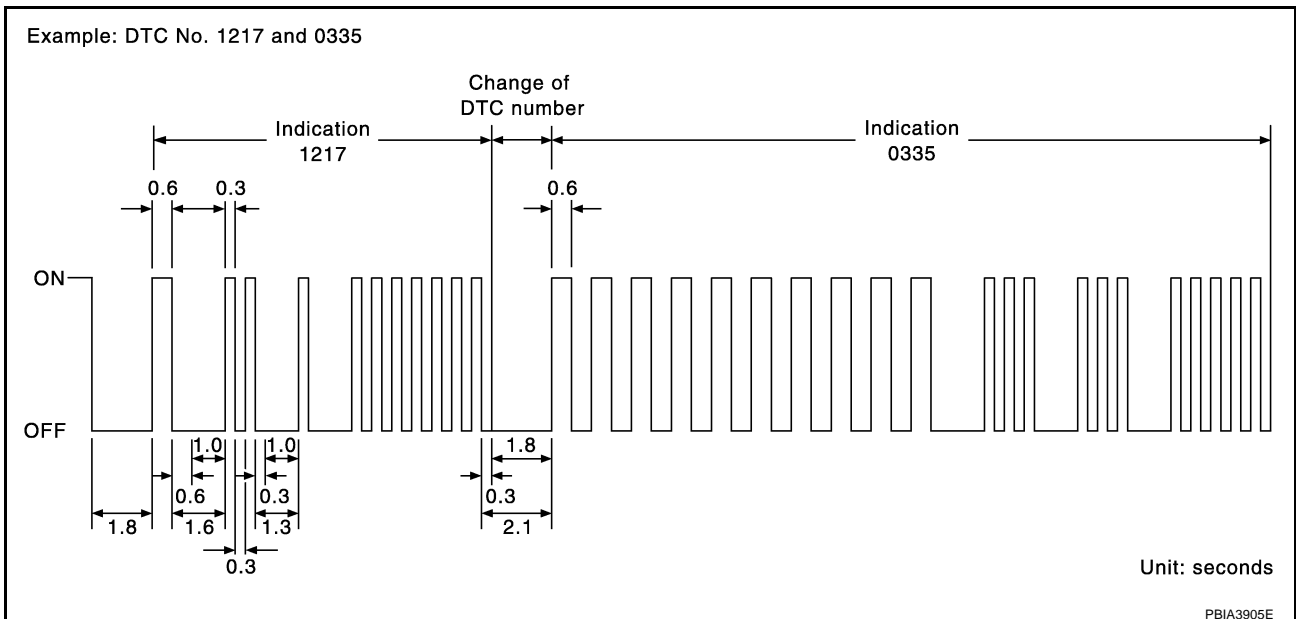 Example: DTC No. 1217 and 0335
Change of
DTC number
Indication
1217
Indication
0335
0.6
0.3
0.6
ON
OFF
1.0
1.0
1.8
0.6
0.3
0.3
1.8
1.6
1.3
2.1
0.3
Unit: seconds
PBIA3905E